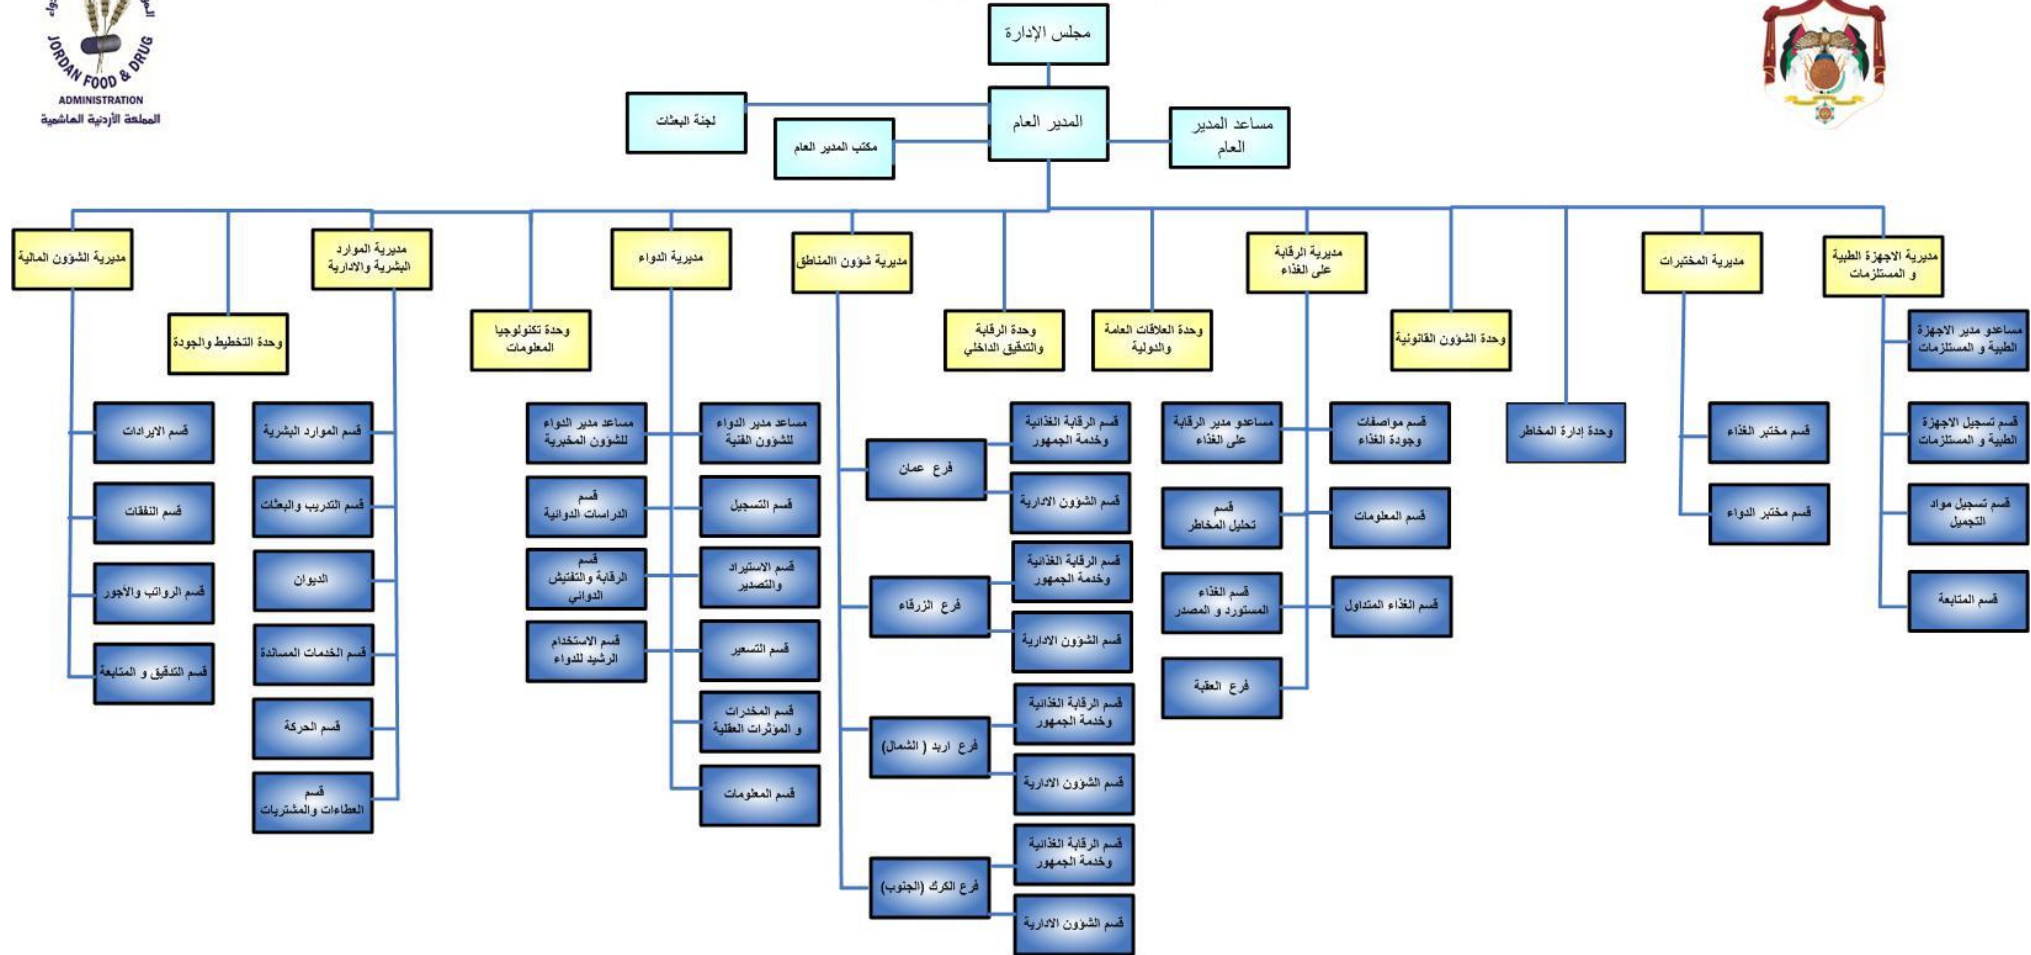 JORDAN FOOD & DRUG
ADMINISTRATION
المملكة الأردنية الهاشمية
مجلس الإدارة
المدير العام
مساعد المدير
العام
مكتب المدير العام
لجنة البعثات
مديرية الاجهزة الطبية
و المستلزمات
مديرية المختبرات
مديرية الرقابة
على الغذاء
مديرية شؤون االمناطق
مديرية الدواء
مديرية الموارد
البشرية والادارية
مديرية الشؤون المالية
وحدة الشؤون القانونية
وحدة العلاقات العامة
والدولية
وحدة الرقابة
والتدقيق الداخلي
وحدة تكنولوجيا
المعلومات
وحدة التخطيط والجودة
وحدة إدارة المخاطر
مساعدو مدير الاجهزة
الطبية و المستلزمات
قسم تسجيل الاجهزة
الطبية و المستلزمات
قسم تسجيل مواد
التجميل
قسم المتابعة
قسم مختبر الغذاء
قسم مختبر الدواء
قسم مواصفات
وجودة الغذاء
مساعدو مدير الرقابة
على الغذاء
قسم المعلومات
قسم
تحليل المخاطر
قسم الغذاء المتداول
قسم الغذاء
المستورد و المصدر
فرع العقبة
فرع عمان
قسم الرقابة الغذائية
وخدمة الجمهور
قسم الشؤون الادارية
فرع الزرقاء
قسم الرقابة الغذائية
وخدمة الجمهور
قسم الشؤون الادارية
فرع اربد ( الشمال)
قسم الرقابة الغذائية
وخدمة الجمهور
قسم الشؤون الادارية
فرع الكرك (الجنوب)
قسم الرقابة الغذائية
وخدمة الجمهور
قسم الشؤون الادارية
مساعد مدير الدواء
للشؤون الفنية
مساعد مدير الدواء
للشؤون المخبرية
قسم التسجيل
قسم
الدراسات الدوائية
قسم الاستيراد
والتصدير
قسم
الرقابة والتفتيش
الدوائي
قسم التسعير
قسم الاستخدام
الرشيد للدواء
قسم المخدرات
و المؤثرات العقلية
قسم المعلومات
قسم الموارد البشرية
قسم التدريب والبعثات
الديوان
قسم الخدمات المساندة
قسم الحركة
قسم
العطاءات والمشتريات
قسم الايرادات
قسم النفقات
قسم الرواتب والاجور
قسم التدقيق و المتابعة